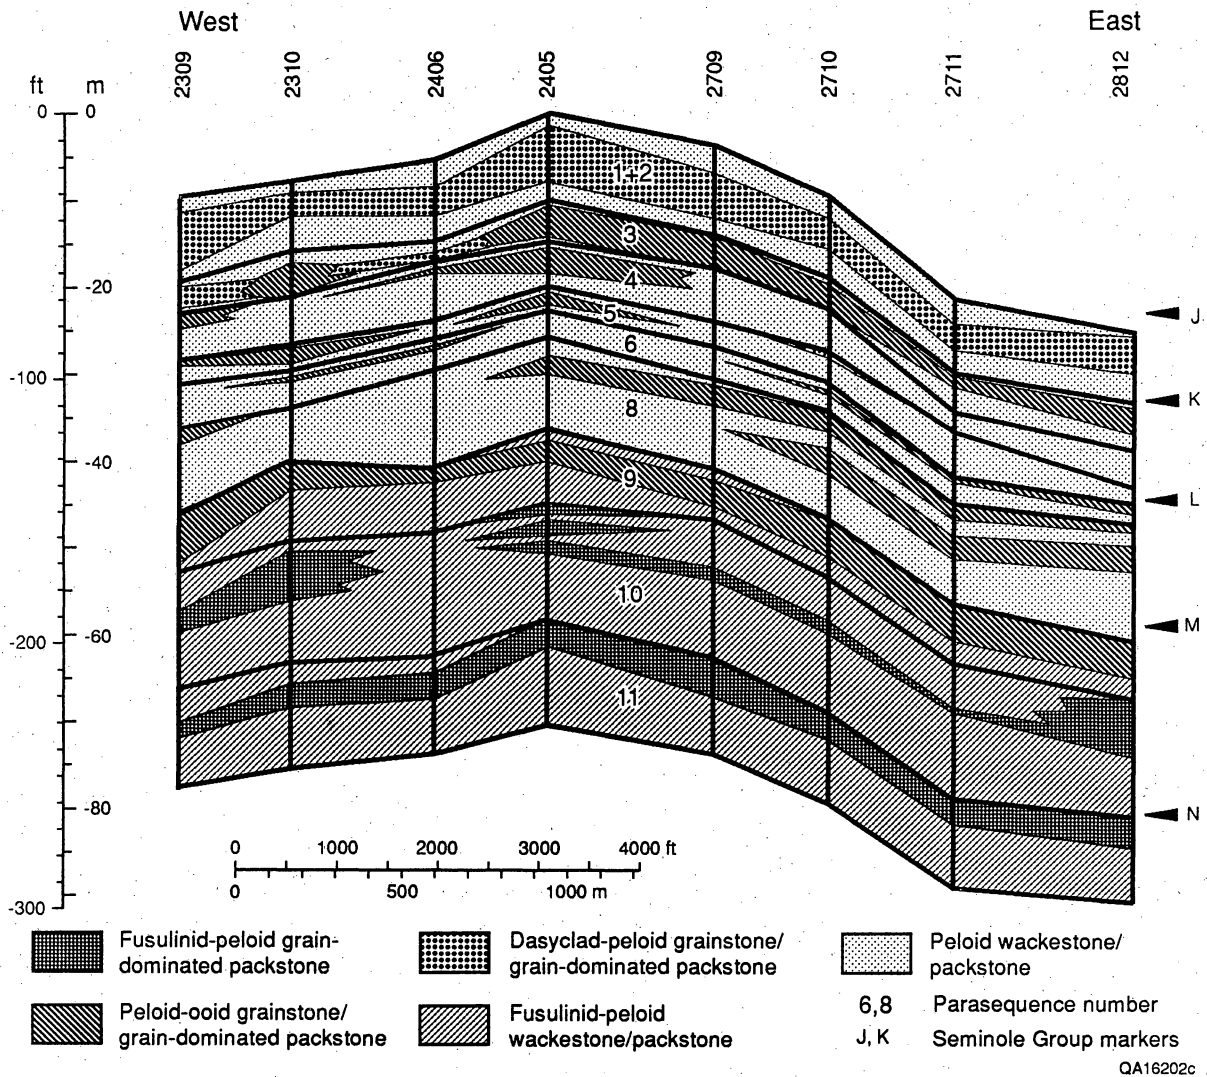 West
East
2309
2310
2406
2405
2709
2710
2711
2812
ft
m
0
0
-20
-100
-40
-200
-60
-80
-300
1+2
3
4
5
6
8
9
10
11
J
K
L
M
N
0 1000 2000 3000 4000 ft
0 500 1000 m
Fusulinid-peloid grain-
dominated packstone
Dasyclad-peloid grainstone/
grain-dominated packstone
Peloid wackestone/
packstone
Peloid-ooid grainstone/
grain-dominated packstone
Fusulinid-peloid
wackestone/packstone
6,8 Parasequence number
J, K Seminole Group markers
QA16202c